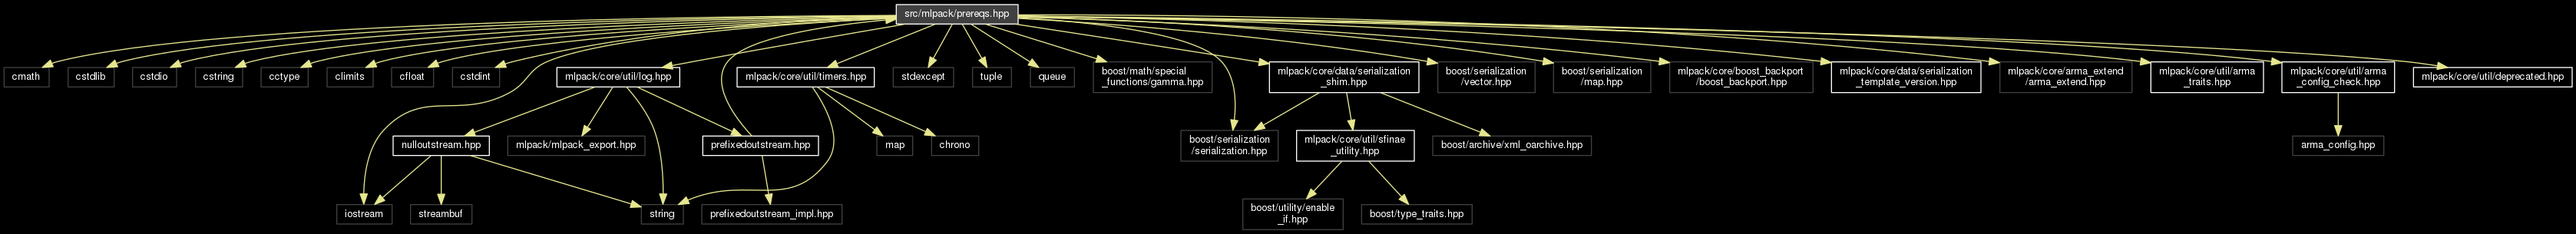 src/mlpack/prereqs.hpp
cmath
cstdlib
cstdio
cstring
cctype
climits
cfloat
cstdint
mlpack/core/util/log.hpp
mlpack/core/util/timers.hpp
stdexcept
tuple
queue
boost/math/special
_functions/gamma.hpp
mlpack/core/data/serialization
_shim.hpp
boost/serialization
/vector.hpp
boost/serialization
/map.hpp
mlpack/core/boost_backport
/boost_backport.hpp
mlpack/core/data/serialization
_template_version.hpp
mlpack/core/arma_extend
/arma_extend.hpp
mlpack/core/util/arma
_traits.hpp
mlpack/core/util/arma
_config_check.hpp
mlpack/core/util/deprecated.hpp
nulloutstream.hpp
mlpack/mlpack_export.hpp
prefixedoutstream.hpp
map
chrono
boost/serialization
/serialization.hpp
mlpack/core/util/sfinae
_utility.hpp
boost/archive/xml_oarchive.hpp
arma_config.hpp
iostream
streambuf
string
prefixedoutstream_impl.hpp
boost/utility/enable
_if.hpp
boost/type_traits.hpp